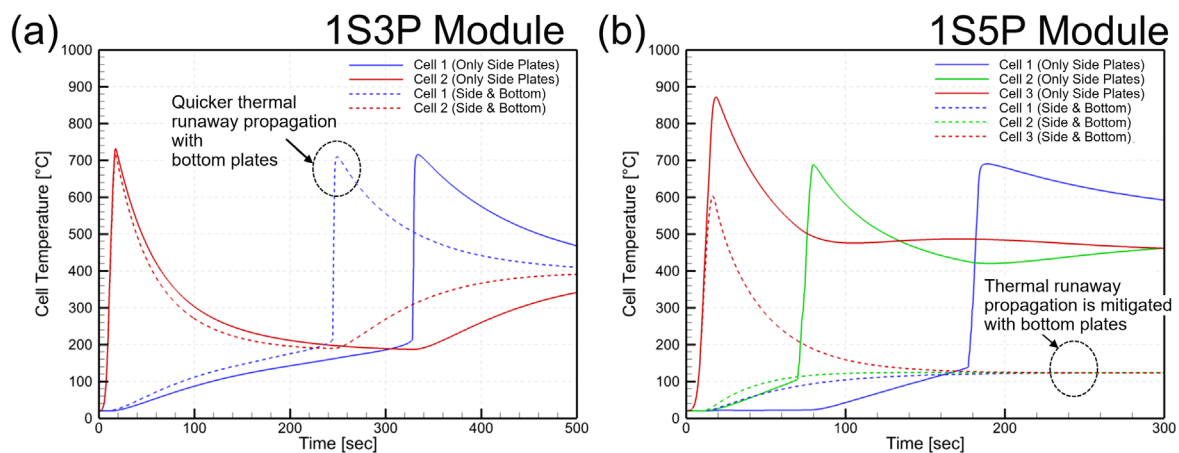 (a)
1S3P Module
1000
900
800
700
600
500
400
300
200
100
0
Cell Temperature [°C]
Cell 1 (Only Side Plates)
Cell 2 (Only Side Plates)
Cell 1 (Side & Bottom)
Cell 2 (Side & Bottom)
Quicker thermal
runaway propagation
with
bottom plates
0
100
200
300
400
500
Time [sec]
(b)
1S5P Module
1000
900
800
700
600
500
400
300
200
100
0
Cell Temperature [°C]
Cell 1 (Only Side Plates)
Cell 2 (Only Side Plates)
Cell 3 (Only Side Plates)
Cell 1 (Side & Bottom)
Cell 2 (Side & Bottom)
Cell 3 (Side & Bottom)
Thermal runaway
propagation is mitigated
with bottom plates
0
100
200
300
Time [sec]